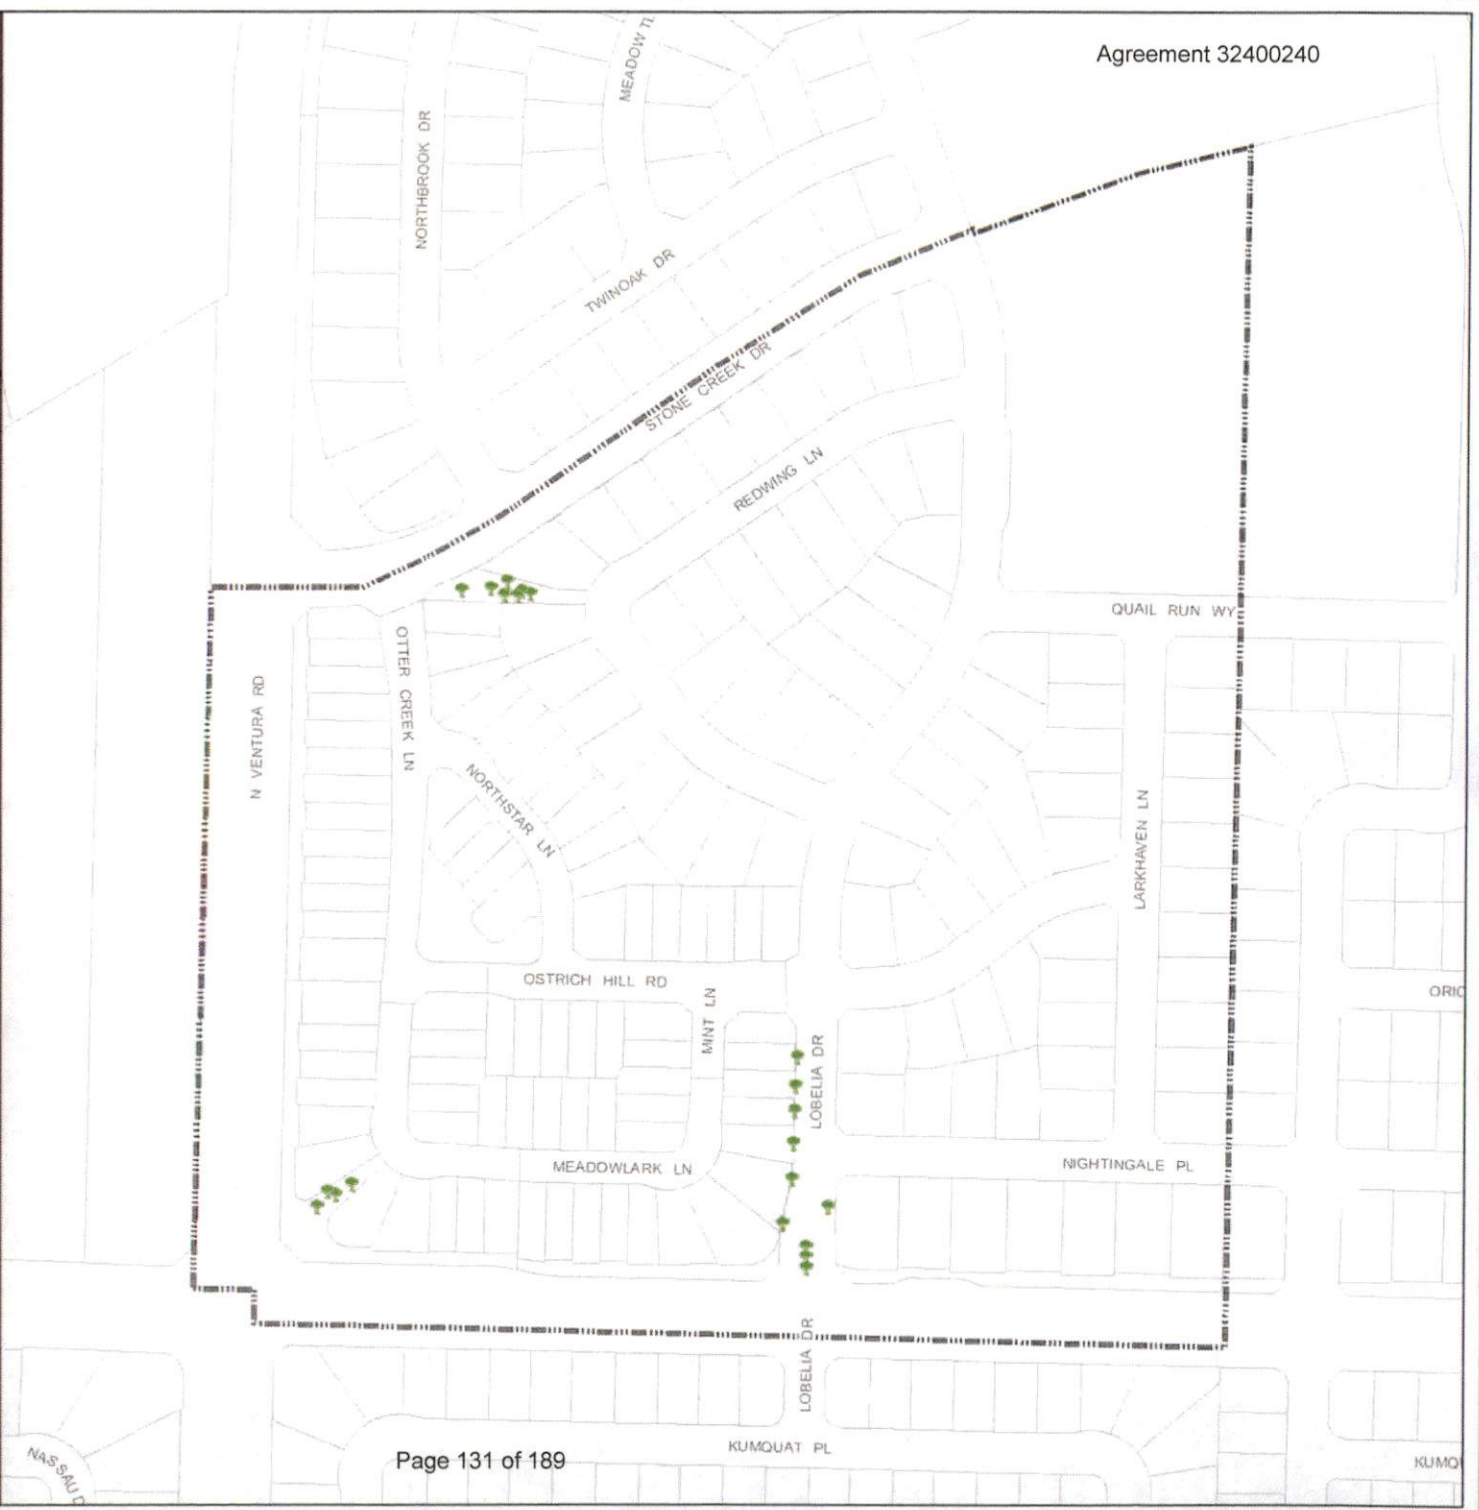 Agreement 32400240
MEADOW
NORTHBROOK DR
TWINOAK DR
STONE CREEK DR
REDWING LN
QUAIL RUN WY
OTTER CREEK LN
N VENTURA RD
NORTHSTAR LN
LARKHAVEN LN
OSTRICH HILL RD
ORIO
MINT LN
LOBELIA DR
MEADOWLARK LN
NIGHTINGALE PL
LOBELIA DR
KUMQUAT PL
Page 131 of 189
NASSAU D
KUMQ